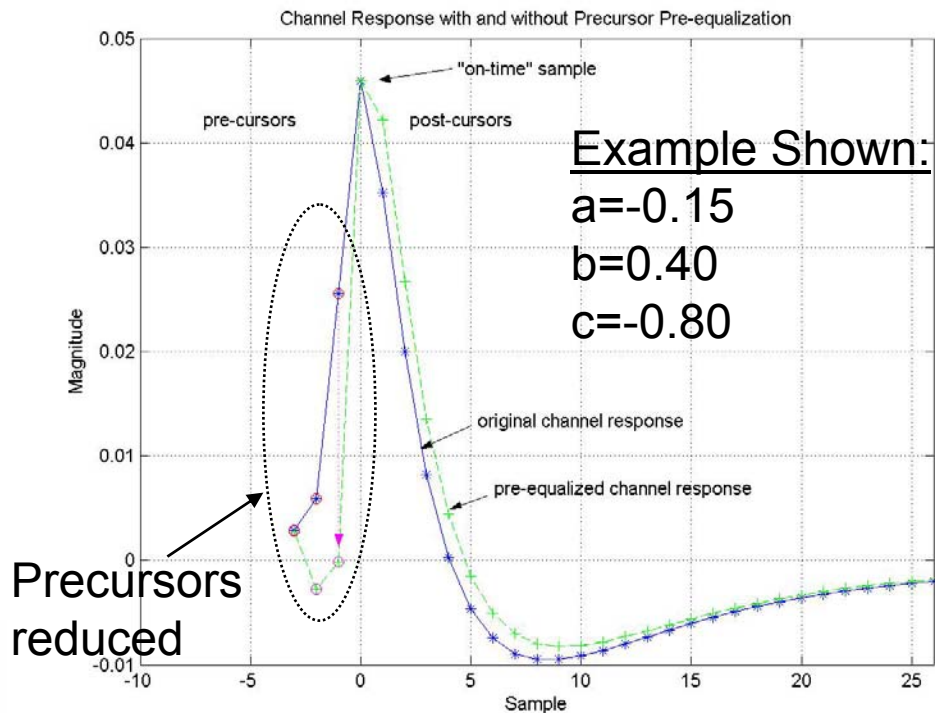 Channel Response with and without Precursor Pre-equalization
0.05
0.04
0.03
0.02
0.01
0
-0.01
Magnitude
"on-time" sample
pre-cursors
post-cursors
Example Shown:
a=-0.15
b=0.40
c=-0.80
original channel response
pre-equalized channel response
Precursors
reduced
-10
-5
0
5
10
15
20
25
Sample